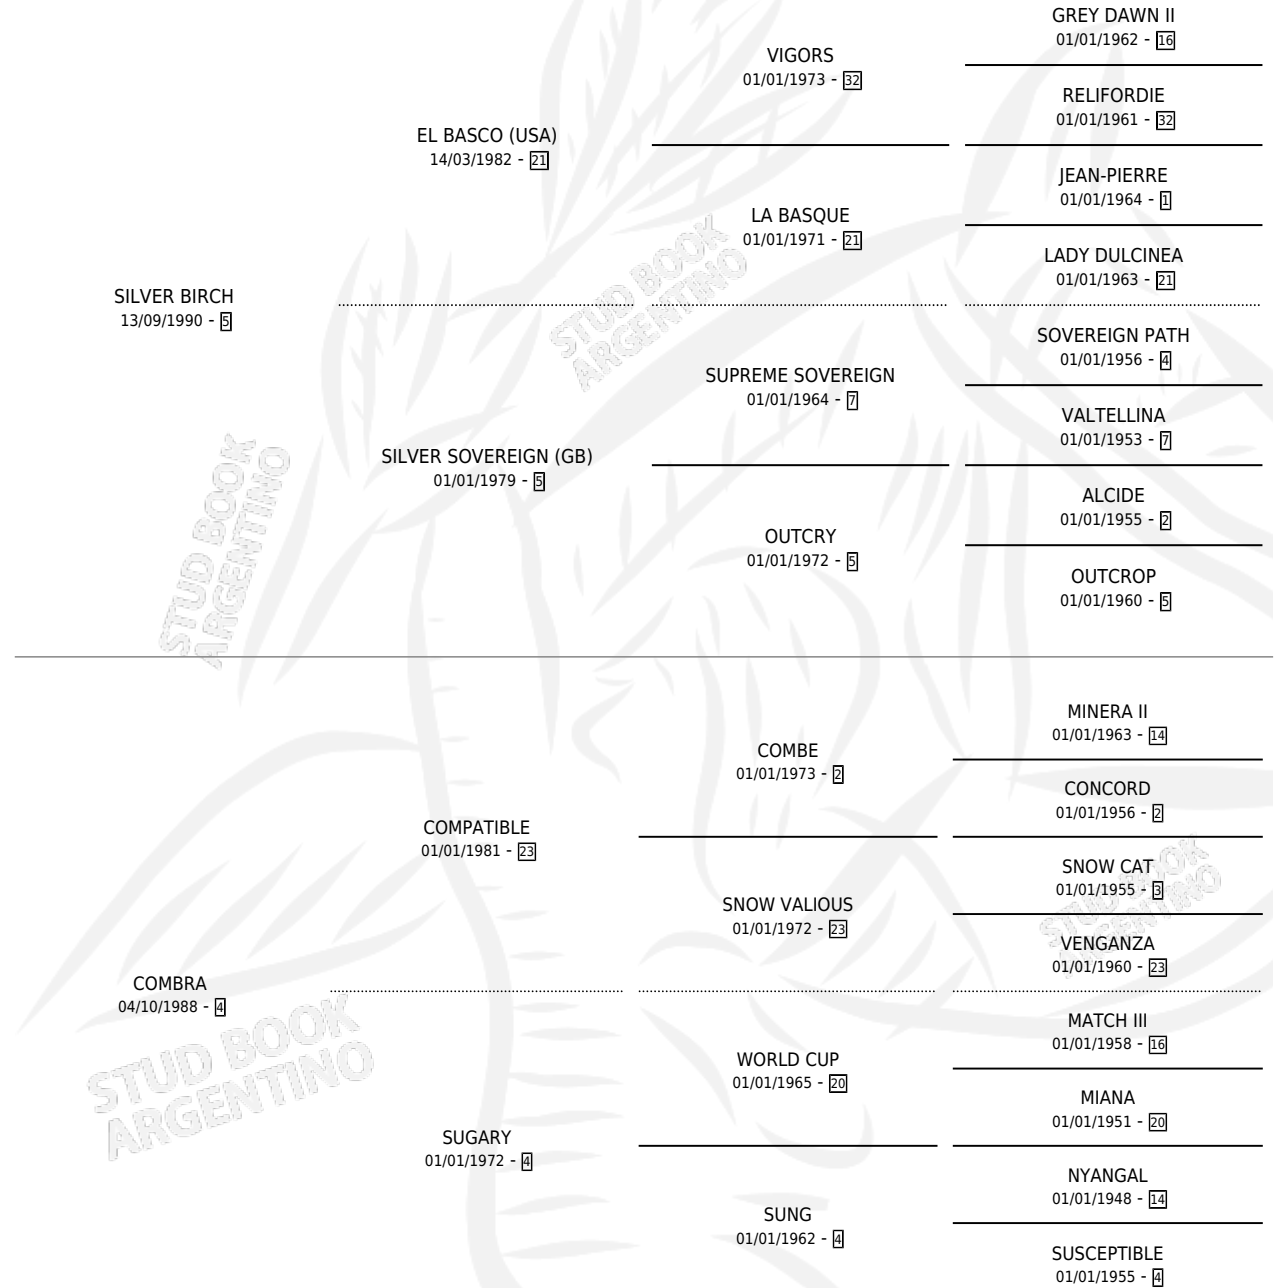 GREY DAWN II
01/01/1962 - 16
VIGORS
01/01/1973 - 32
RELIFORDIE
01/01/1961 - 32
EL BASCO (USA)
14/03/1982 - 21
JEAN-PIERRE
01/01/1964 - 1
LA BASQUE
01/01/1971 - 21
LADY DULCINEA
01/01/1963 - 21
SILVER BIRCH
13/09/1990 - 5
STUD BOOK
ARGENTINO
SOVEREIGN PATH
01/01/1956 - 4
SUPREME SOVEREIGN
01/01/1964 - 7
VALTELLINA
01/01/1953 - 7
SILVER SOVEREIGN (GB)
01/01/1979 - 5
ALCIDE
01/01/1955 - 2
OUTCRY
01/01/1972 - 5
OUTCROP
01/01/1960 - 5
STUD BOOK
ARGENTINO
MINERA II
01/01/1963 - 14
COMBE
01/01/1973 - 2
CONCORD
01/01/1956 - 2
COMPATIBLE
01/01/1981 - 23
SNOW CAT
01/01/1955 - 3
SNOW VALIOUS
01/01/1972 - 23
VENGANZA
01/01/1960 - 23
STUD BOOK
ARGENTINO
COMBRA
04/10/1988 - 4
MATCH III
01/01/1958 - 16
WORLD CUP
01/01/1965 - 20
MIANA
01/01/1951 - 20
STUD BOOK
ARGENTINO
SUGARY
01/01/1972 - 4
NYANGAL
01/01/1948 - 14
SUNG
01/01/1962 - 4
SUSCEPTIBLE
01/01/1955 - 4